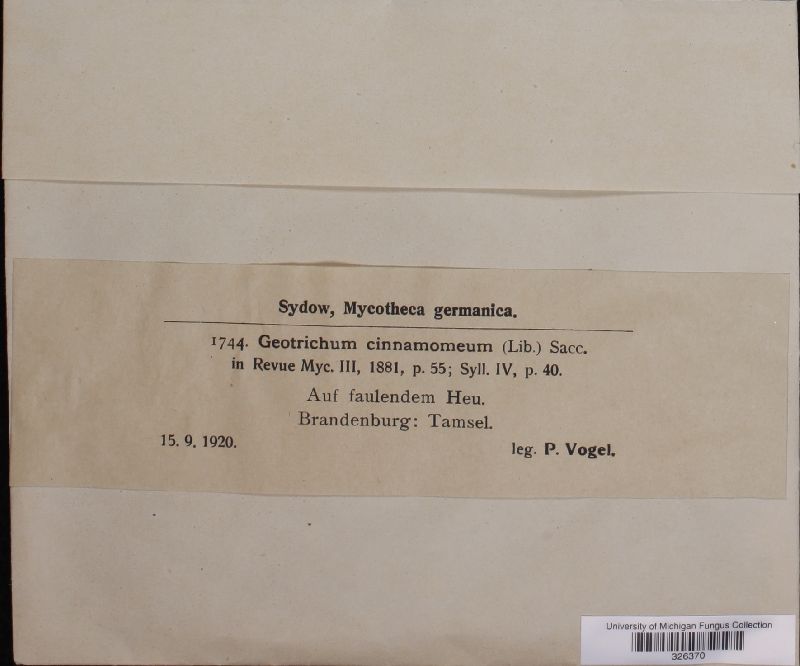 Sydow, Mycotheca germanica.
1744. Geotrichum cinnamomeum (Lib.) Sacc.
in Revue Myc. III, 1881, p. 55; Syll. IV, p. 40.
Auf faulendem Heu.
Brandenburg: Tamsel.
15. 9. 1920.
leg. P. Vogel.
University of Michigan Fungus Collection
326370